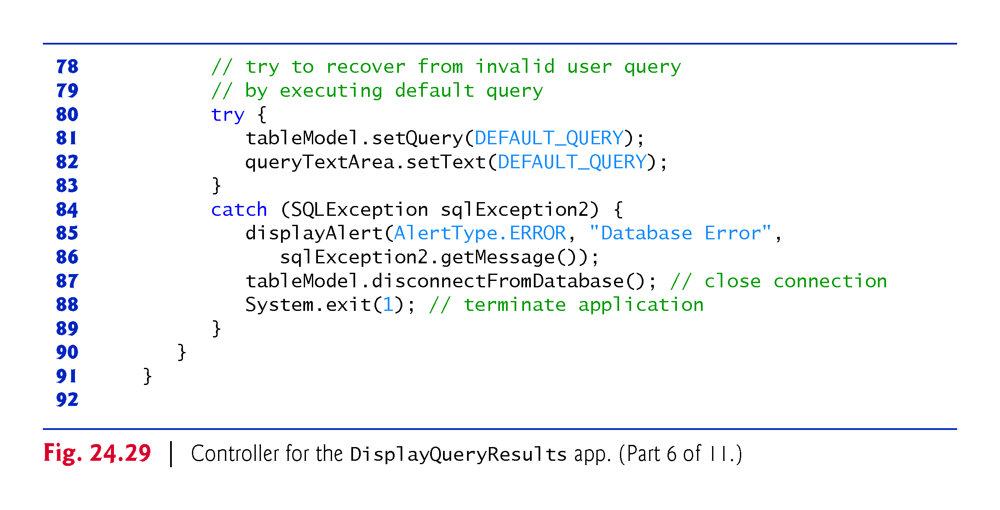 78 // try to recover from invalid user query
79 // by executing default query
80 try {
81 tableModel.setQuery(DEFAULT_QUERY);
82 queryTextArea.setText(DEFAULT_QUERY);
83 }
84 catch (SQLException sqlException2) {
85 displayAlert(AlertType.ERROR, "Database Error",
86 sqlException2.getMessage());
87 tableModel.disconnectFromDatabase(); // close connection
88 System.exit(1); // terminate application
89 }
90 }
91 }
92
Fig. 24.29 | Controller for the DisplayQueryResults app. (Part 6 of 11.)